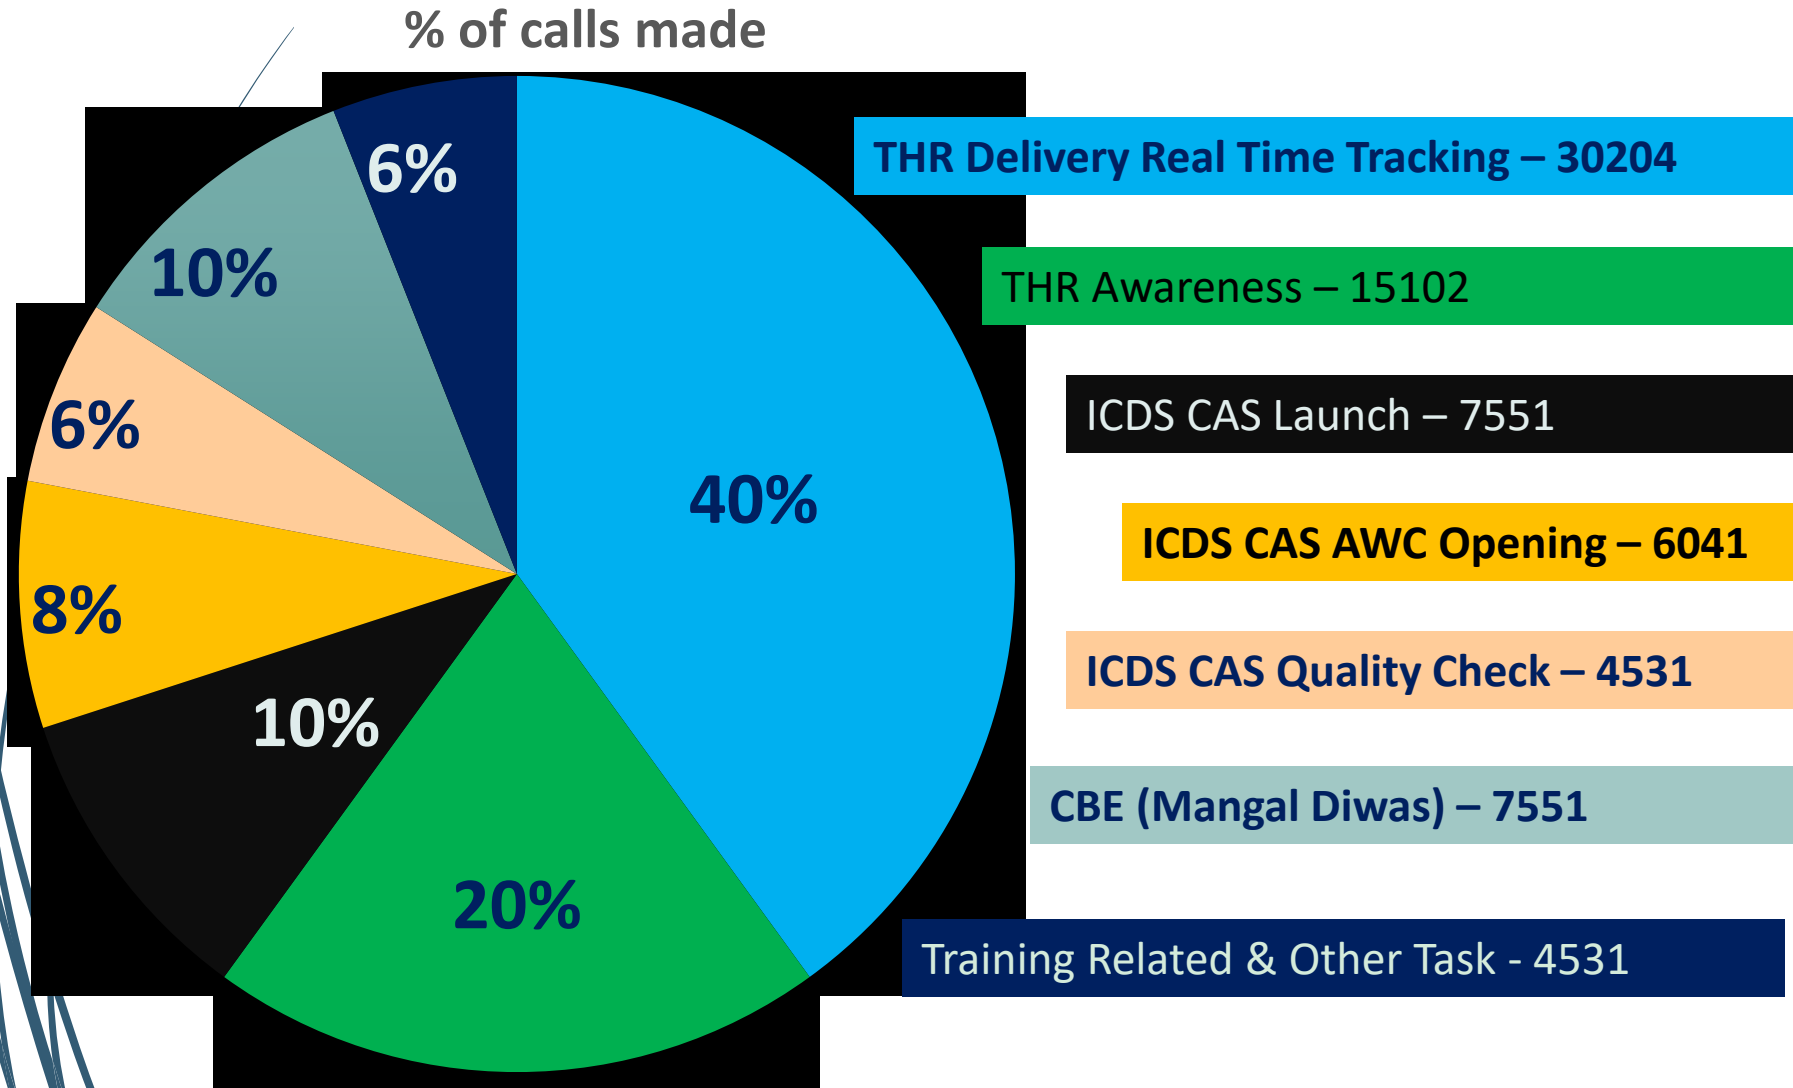 % of calls made
6%
10%
6%
8%
10%
20%
40%
THR Delivery Real Time Tracking – 30204
THR Awareness – 15102
ICDS CAS Launch – 7551
ICDS CAS AWC Opening – 6041
ICDS CAS Quality Check – 4531
CBE (Mangal Diwas) – 7551
Training Related & Other Task - 4531